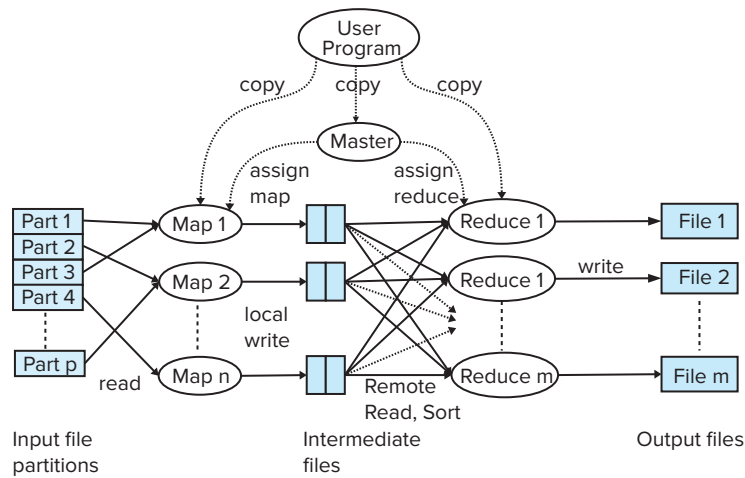 User
Program
copy
copy
copy
Master
assign
map
assign
reduce
Part 1
Part 2
Part 3
Part 4
Part p
Map 1
Map 2
Map n
read
local
write
Reduce 1
Reduce 1
Reduce m
Remote
Read, Sort
write
File 1
File 2
File m
Input file
partitions
Intermediate
files
Output files